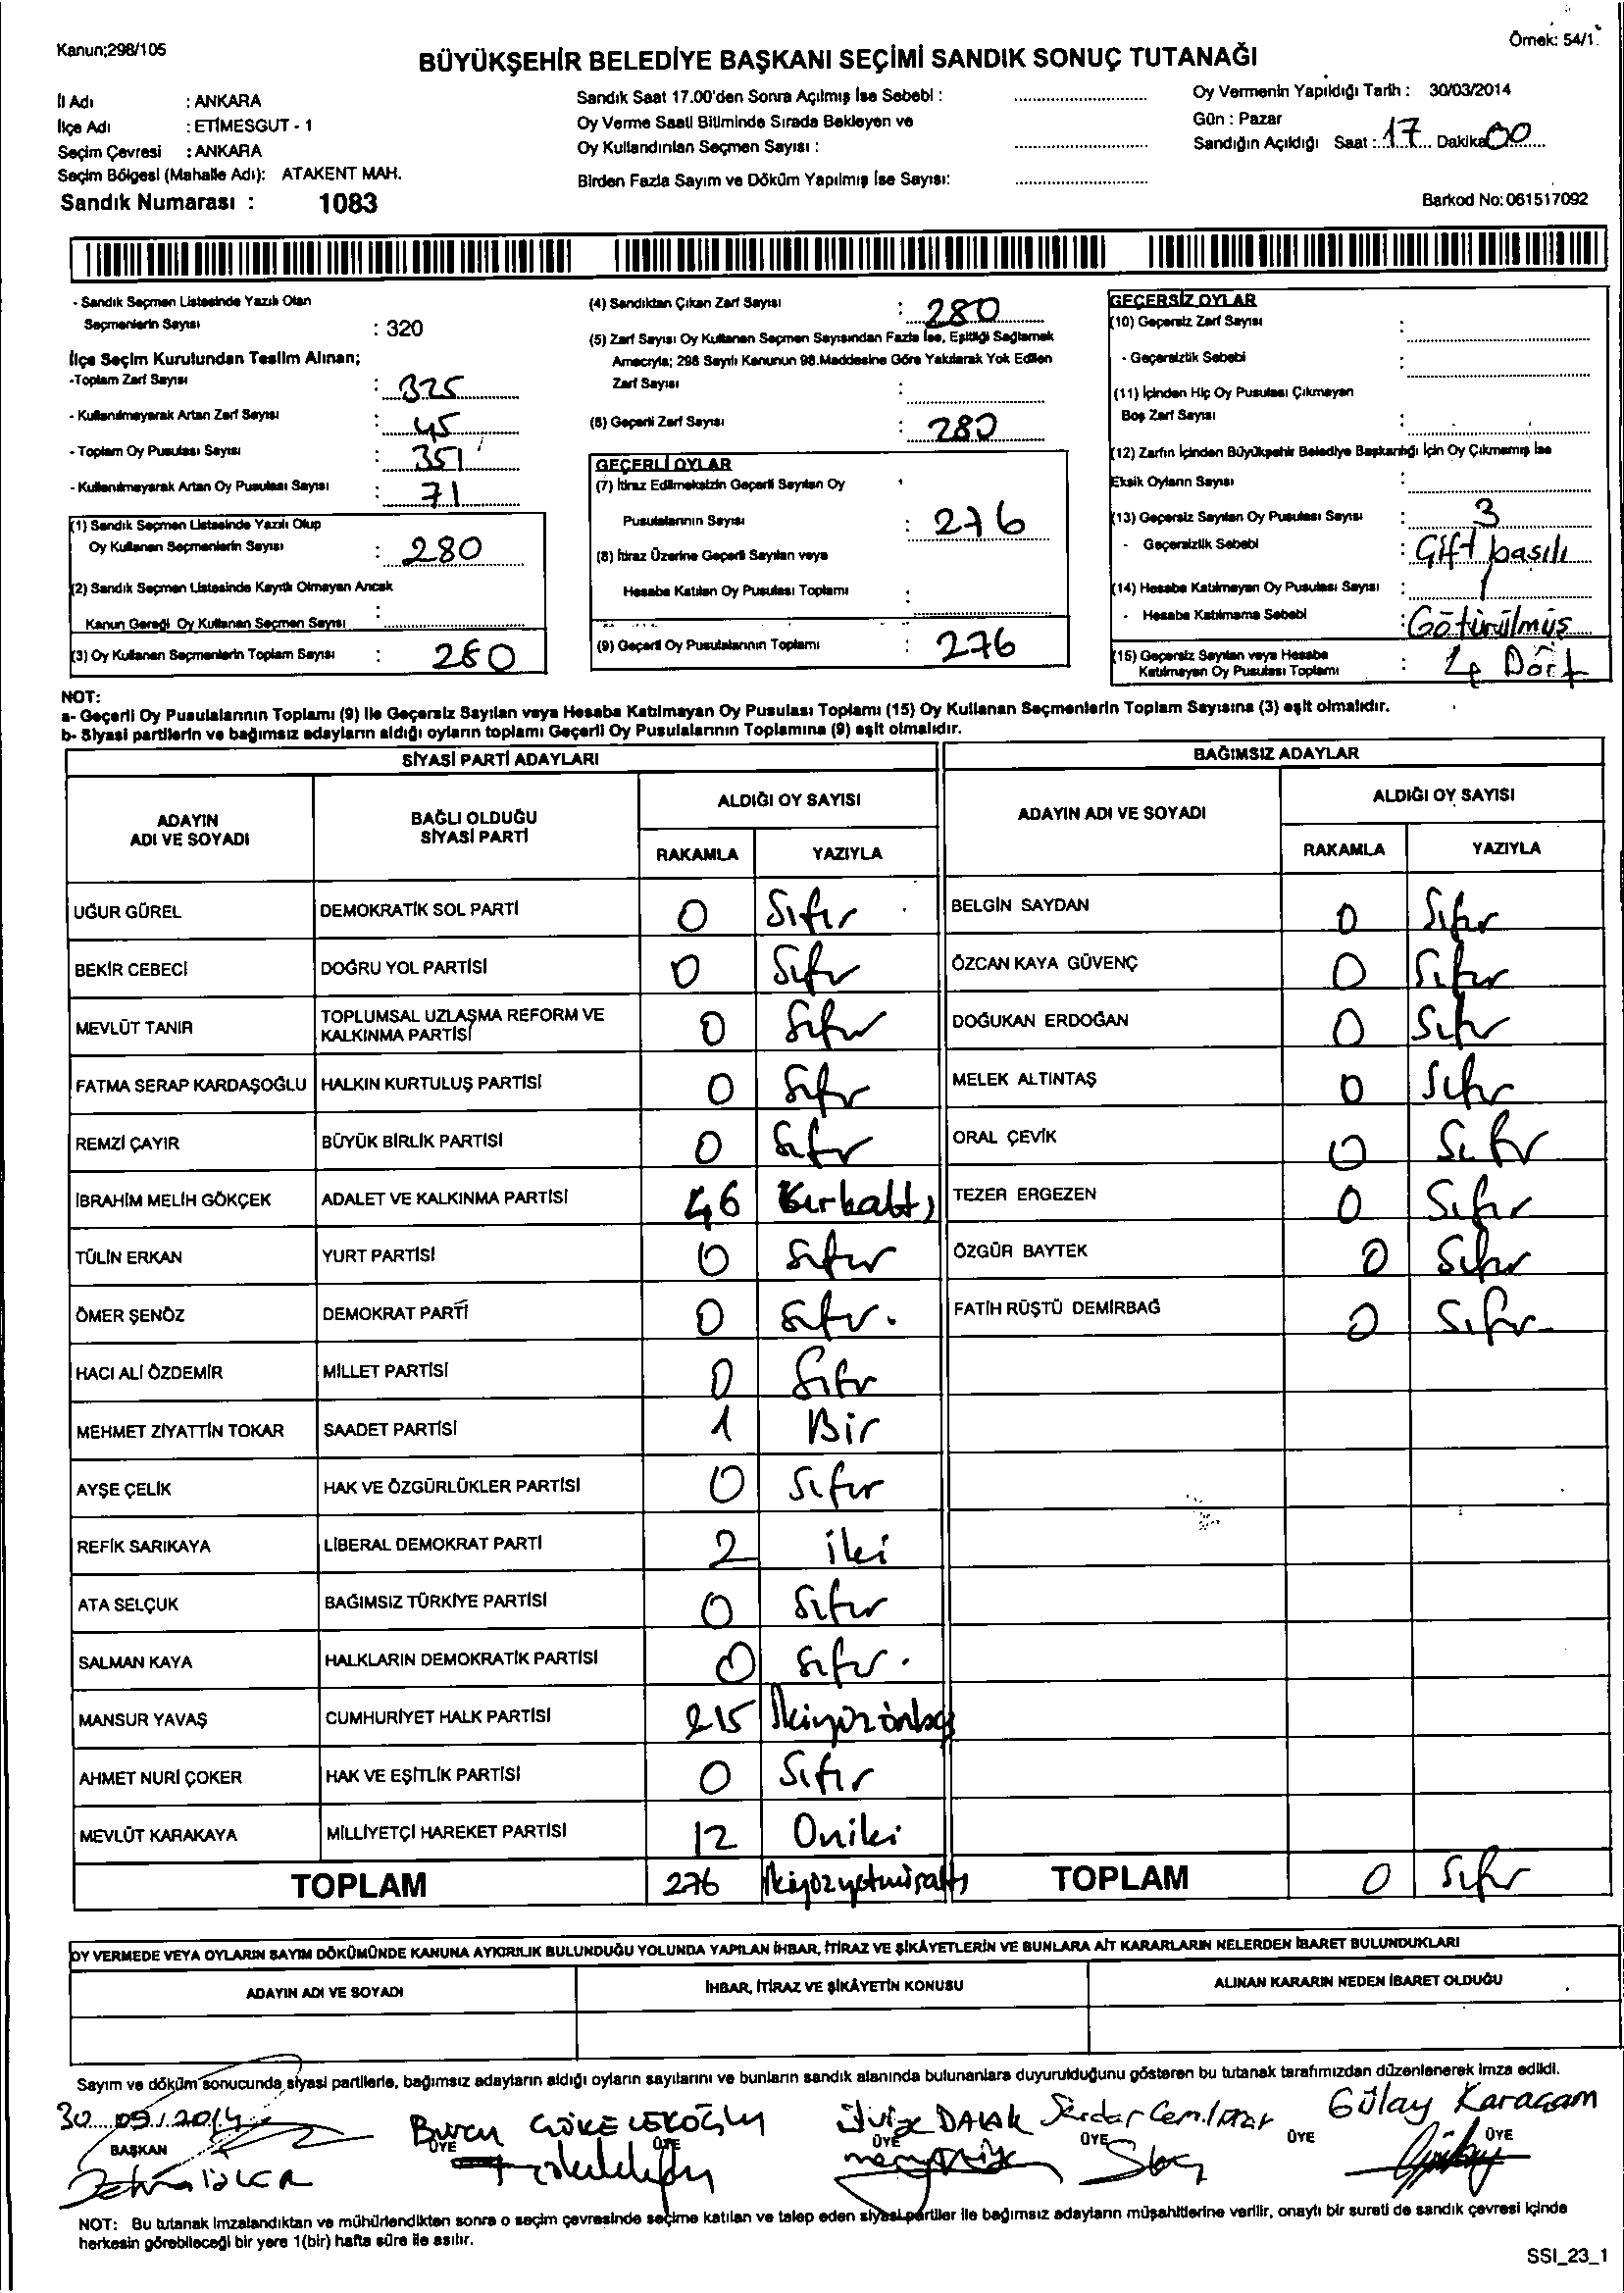 Kanun;298/105
Örnek: 54/1
BÜYÜKŞEHİR BELEDİYE BAŞKANI SEÇİMİ SANDIK SONUÇ TUTANAĞI
İl Adı : ANKARA
İlçe Adı : ETİMESGUT - 1
Seçim Çevresi : ANKARA
Seçim Bölgesi (Mahalle Adı): ATAKENT MAH.
Sandık Numarası : 1083
Sandık Saat 17.00'den Sonra Açılmış İse Sebebi :
Oy Verme Saati Bitiminde Sırada Bekleyen ve
Oy Kullandırılan Seçmen Sayısı :
Birden Fazla Sayım ve Döküm Yapılmış İse Sayısı:
Oy Vermenin Yapıldığı Tarih : 30/03/2014
Gün : Pazar
Sandığın Açıldığı Saat : 17 Dakika 00
Barkod No: 061517092
- Sandık Seçmen Listesinde Yazılı Olan
Seçmenlerin Sayısı : 320
İlçe Seçim Kurulundan Teslim Alınan;
-Toplam Zarf Sayısı : 325
- Kullanılmayarak Artan Zarf Sayısı : 45
- Toplam Oy Pusulası Sayısı : 351
- Kullanılmayarak Artan Oy Pusulası Sayısı : 71
(1) Sandık Seçmen Listesinde Yazılı Olup
Oy Kullanan Seçmenlerin Sayısı : 280
(2) Sandık Seçmen Listesinde Kayıtlı Olmayan Ancak
Kanun Gereği Oy Kullanan Seçmen Sayısı :
(3) Oy Kullanan Seçmenlerin Toplam Sayısı : 280
(4) Sandıktan Çıkan Zarf Sayısı : 280
(5) Zarf Sayısı Oy Kullanan Seçmen Sayısından Fazla İse, Eşitliği Sağlamak
Amacıyla; 298 Sayılı Kanunun 98.Maddesine Göre Yakılarak Yok Edilen
Zarf Sayısı :
(6) Geçerli Zarf Sayısı : 280
GEÇERLİ OYLAR
(7) İtiraz Edilmeksizin Geçerli Sayılan Oy
Pusulalarının Sayısı : 276
(8) İtiraz Üzerine Geçerli Sayılan veya
Hesaba Katılan Oy Pusulası Toplamı :
(9) Geçerli Oy Pusulalarının Toplamı : 276
GEÇERSİZ OYLAR
(10) Geçersiz Zarf Sayısı :
- Geçersizlik Sebebi :
(11) İçinden Hiç Oy Pusulası Çıkmayan
Boş Zarf Sayısı :
(12) Zarfın İçinden Büyükşehir Belediye Başkanlığı İçin Oy Çıkmamış İse
Eksik Oyların Sayısı :
(13) Geçersiz Sayılan Oy Pusulası Sayısı : 3
- Geçersizlik Sebebi : Çift basılı
(14) Hesaba Katılmayan Oy Pusulası Sayısı : 1
- Hesaba Katılmama Sebebi : Götürülmüş
(15) Geçersiz Sayılan veya Hesaba
Katılmayan Oy Pusulası Toplamı : 4 Dört
NOT:
a- Geçerli Oy Pusulalarının Toplamı (9) ile Geçersiz Sayılan veya Hesaba Katılmayan Oy Pusulası Toplamı (15) Oy Kullanan Seçmenlerin Toplam Sayısına (3) eşit olmalıdır.
b- Siyasi partilerin ve bağımsız adayların aldığı oyların toplamı Geçerli Oy Pusulalarının Toplamına (9) eşit olmalıdır.
SİYASİ PARTİ ADAYLARI
ADAYIN ADI VE SOYADI BAĞLI OLDUĞU SİYASİ PARTİ ALDIĞI OY SAYISI
RAKAMLA YAZIYLA
UĞUR GÜREL DEMOKRATİK SOL PARTİ 0 Sıfır
BEKİR CEBECİ DOĞRU YOL PARTİSİ 0 Sıfır
MEVLÜT TANIR TOPLUMSAL UZLAŞMA REFORM VE KALKINMA PARTİSİ 0 Sıfır
FATMA SERAP KARDAŞOĞLU HALKIN KURTULUŞ PARTİSİ 0 Sıfır
REMZİ ÇAYIR BÜYÜK BİRLİK PARTİSİ 0 Sıfır
İBRAHİM MELİH GÖKÇEK ADALET VE KALKINMA PARTİSİ 46 Kırkaltı
TÜLİN ERKAN YURT PARTİSİ 0 Sıfır
ÖMER ŞENÖZ DEMOKRAT PARTİ 0 Sıfır.
HACI ALİ ÖZDEMİR MİLLET PARTİSİ 0 Sıfır
MEHMET ZİYATTİN TOKAR SAADET PARTİSİ 1 Bir
AYŞE ÇELİK HAK VE ÖZGÜRLÜKLER PARTİSİ 0 Sıfır
REFİK SARIKAYA LİBERAL DEMOKRAT PARTİ 2 iki
ATA SELÇUK BAĞIMSIZ TÜRKİYE PARTİSİ 0 Sıfır
SALMAN KAYA HALKLARIN DEMOKRATİK PARTİSİ 0 Sıfır.
MANSUR YAVAŞ CUMHURİYET HALK PARTİSİ 215 İkiyüzonbeş
AHMET NURİ ÇOKER HAK VE EŞİTLİK PARTİSİ 0 Sıfır
MEVLÜT KARAKAYA MİLLİYETÇİ HAREKET PARTİSİ 12 Oniki
TOPLAM 276 İkiyüzyetmişaltı
BAĞIMSIZ ADAYLAR
ADAYIN ADI VE SOYADI ALDIĞI OY SAYISI
RAKAMLA YAZIYLA
BELGİN SAYDAN 0 Sıfır
ÖZCAN KAYA GÜVENÇ 0 Sıfır
DOĞUKAN ERDOĞAN 0 Sıfır
MELEK ALTINTAŞ 0 Sıfır
ORAL ÇEVİK 0 Sıfır
TEZER ERGEZEN 0 Sıfır
ÖZGÜR BAYTEK 0 Sıfır
FATİH RÜŞTÜ DEMİRBAĞ 0 Sıfır
TOPLAM 0 Sıfır
OY VERMEDE VEYA OYLARIN SAYIM DÖKÜMÜNDE KANUNA AYKIRILIK BULUNDUĞU YOLUNDA YAPILAN İHBAR, İTİRAZ VE ŞİKÂYETLERİN VE BUNLARA AİT KARARLARIN NELERDEN İBARET BULUNDUKLARI
ADAYIN ADI VE SOYADI İHBAR, İTİRAZ VE ŞİKÂYETİN KONUSU ALINAN KARARIN NEDEN İBARET OLDUĞU
Sayım ve döküm sonucunda siyasi partilerle, bağımsız adayların aldığı oyların sayılarını ve bunların sandık alanında bulunanlara duyurulduğunu gösteren bu tutanak tarafımızdan düzenlenerek imza edildi.
30 03/2014
Burcu Serdar Gülay Karaçam
BAŞKAN ÜYE ÜYE ÜYE ÜYE ÜYE ÜYE
NOT: Bu tutanak imzalandıktan ve mühürlendikten sonra o seçim çevresinde seçime katılan ve talep eden siyasi partiler ile bağımsız adayların müşahitlerine verilir, onaylı bir sureti de sandık çevresi içinde
herkesin görebileceği bir yere 1(bir) hafta süre ile asılır.
SSI_23_1